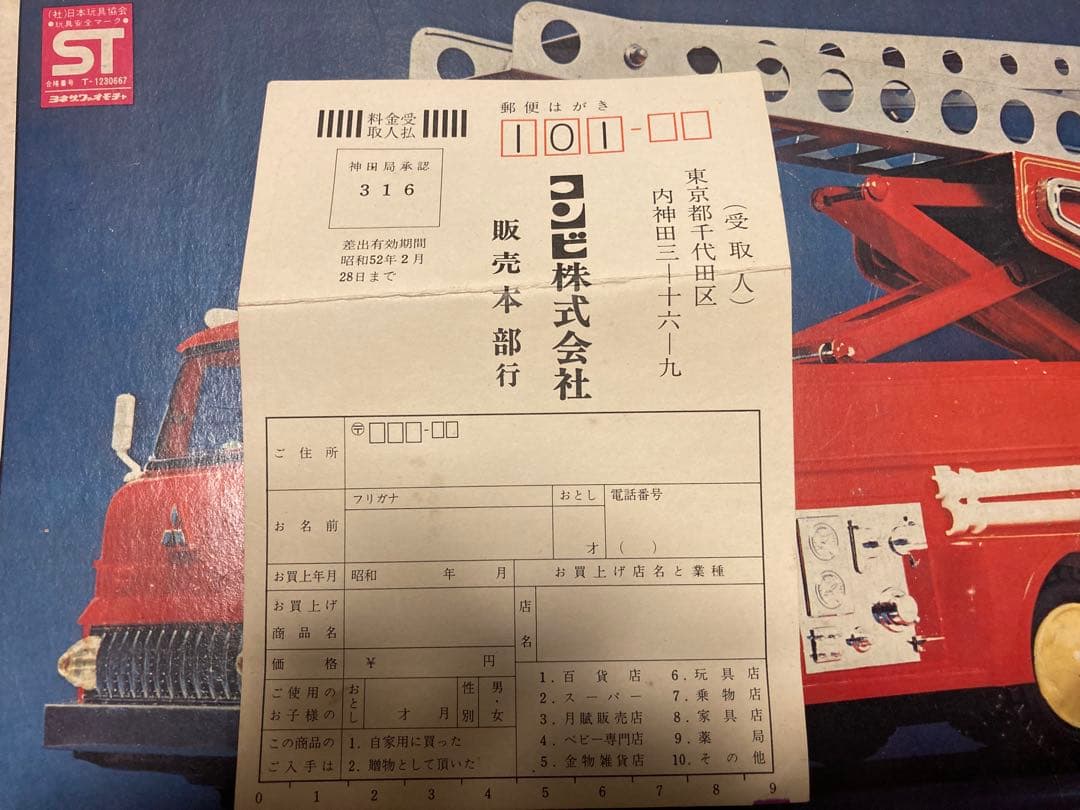 (社)日本玩具協会
●玩具安全マーク●
ST
合格番号 T-1230667
ヨネザワのオモチャ
郵便はがき
101-□□
料金受
取人払
神田局承認
316
差出有効期間
昭和52年2月
28日まで
(受取人)
東京都千代田区
内神田三ー十六ー九
コンビ株式会社
販売本部行
ご住所
〒□□□-□□
お名前
フリガナ
おとし
才
電話番号
( )
お買上年月
昭和 年 月
お買上げ店名と業種
お買上げ
商品名
店名
価格
¥ 円
ご使用の
お子様の
おとし
才 月
性別
男・女
この商品の
ご入手は
1. 自家用に買った
2. 贈物として頂いた
1. 百貨店
2. スーパー
3. 月賦販売店
4. ベビー専門店
5. 金物雑貨店
6. 玩具店
7. 乗物店
8. 家具店
9. 薬局
10. その他
0 1 2 3 4 5 6 7 8 9